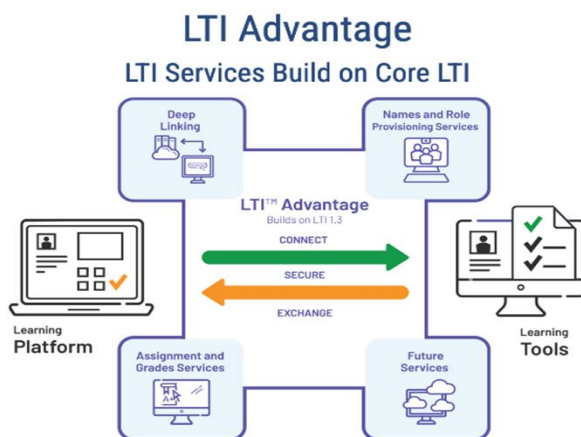 LTI Advantage
LTI Services Build on Core LTI
Deep
Linking
Names and Role
Provisioning Services
LTI™ Advantage
Builds on LTI 1.3
CONNECT
SECURE
EXCHANGE
Learning
Platform
Learning
Tools
Assignment and
Grades Services
A+
Future
Services